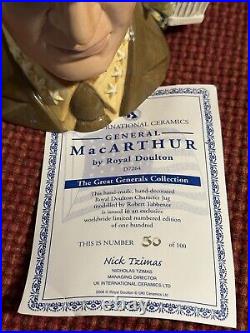 INTERNATIONAL CERAMICS
GENERAL
MACARTHUR
by Royal Doulton
D7264
The Great Generals Collection
This hand-made, hand-decorated
Royal Doulton Character Jug
modelled by Robert Tabbenor
is issued in an exclusive
worldwide limited numbered edition
of one hundred
THIS IS NUMBER 50 of 100
Nick Tzimas
NICHOLAS TZIMAS
MANAGING DIRECTOR
UK INTERNATIONAL CERAMICS LTD